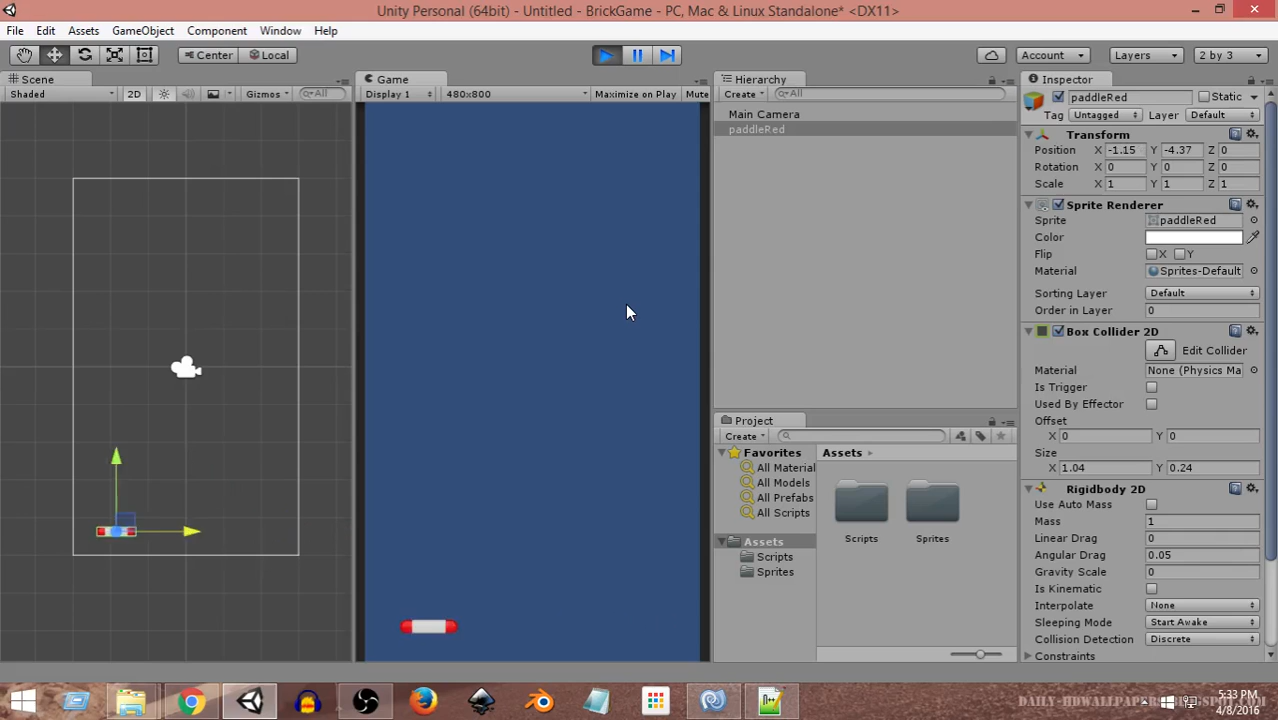 Unity Personal (64bit) - Untitled - BrickGame - PC, Mac & Linux Standalone* <DX11>
File Edit Assets GameObject Component Window Help
Center Local Account Layers 2 by 3
Scene
Shaded 2D Gizmos All
Game
Display 1 480x800 Maximize on Play Mute
Hierarchy
Create All
Main Camera
paddleRed
Project
Create
Favorites
All Material
All Models
All Prefabs
All Scripts
Assets
Scripts
Sprites
Assets
Scripts Sprites
Inspector
paddleRed Static
Tag Untagged Layer Default
Transform
Position X -1.15 Y -4.37 Z 0
Rotation X 0 Y 0 Z 0
Scale X 1 Y 1 Z 1
Sprite Renderer
Sprite paddleRed
Color
Flip X Y
Material Sprites-Default
Sorting Layer Default
Order in Layer 0
Box Collider 2D
Edit Collider
Material None (Physics Ma
Is Trigger
Used By Effector
Offset
X 0 Y 0
Size
X 1.04 Y 0.24
Rigidbody 2D
Use Auto Mass
Mass 1
Linear Drag 0
Angular Drag 0.05
Gravity Scale 0
Is Kinematic
Interpolate None
Sleeping Mode Start Awake
Collision Detection Discrete
Constraints
5:33 PM
4/8/2016